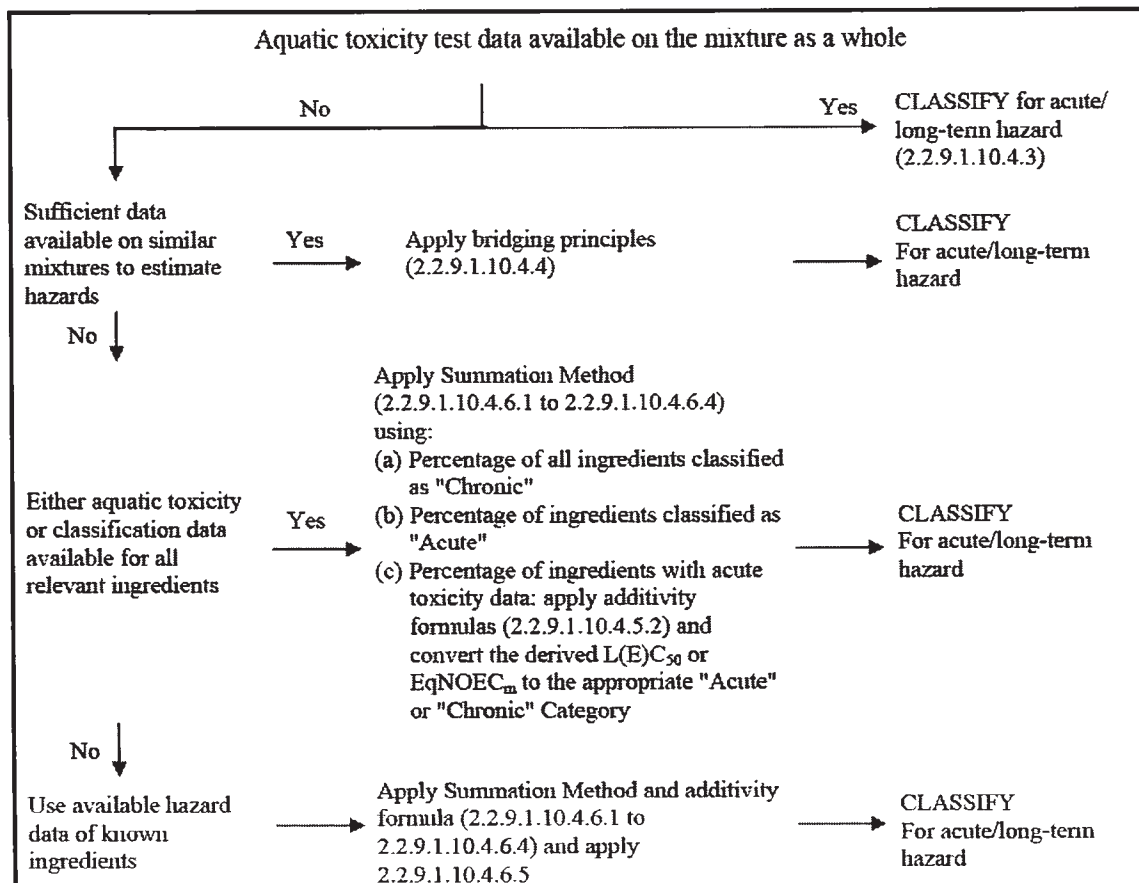 Aquatic toxicity test data available on the mixture as a whole
No
Yes
CLASSIFY for acute/
long-term hazard
(2.2.9.1.10.4.3)
Sufficient data
available on similar
mixtures to estimate
hazards
Yes
Apply bridging principles
(2.2.9.1.10.4.4)
CLASSIFY
For acute/long-term
hazard
No
Either aquatic toxicity
or classification data
available for all
relevant ingredients
Yes
Apply Summation Method
(2.2.9.1.10.4.6.1 to 2.2.9.1.10.4.6.4)
using:
(a) Percentage of all ingredients classified
as "Chronic"
(b) Percentage of ingredients classified as
"Acute"
(c) Percentage of ingredients with acute
toxicity data: apply additivity
formulas (2.2.9.1.10.4.5.2) and
convert the derived L(E)C₅₀ or
EqNOECₘ to the appropriate "Acute"
or "Chronic" Category
CLASSIFY
For acute/long-term
hazard
No
Use available hazard
data of known
ingredients
Apply Summation Method and additivity
formula (2.2.9.1.10.4.6.1 to
2.2.9.1.10.4.6.4) and apply
2.2.9.1.10.4.6.5
CLASSIFY
For acute/long-term
hazard